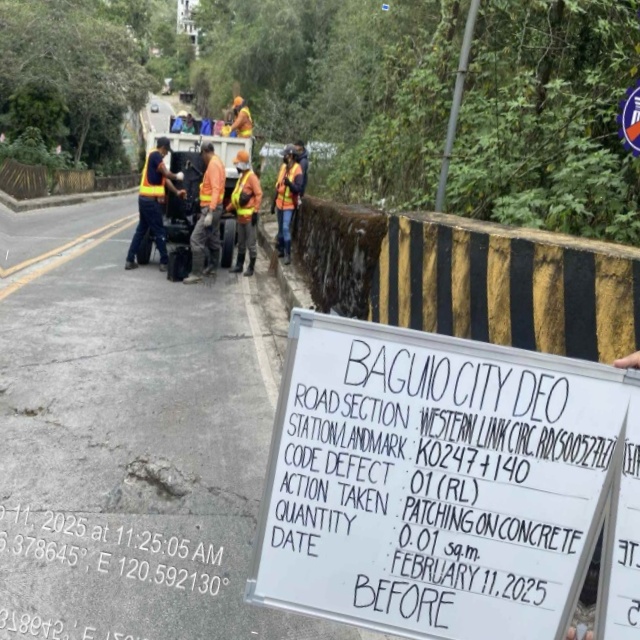 BAGUIO CITY DEO
ROAD SECTION : WESTERN LINK CIRC. RD
STATION/LANDMARK : K0247+140
CODE DEFECT : 01 (RL)
ACTION TAKEN : PATCHING ON CONCRETE
QUANTITY : 0.01 sq.m.
DATE : FEBRUARY 11, 2025
BEFORE
11, 2025 at 11:25:05 AM
378645°, E 120.592130°